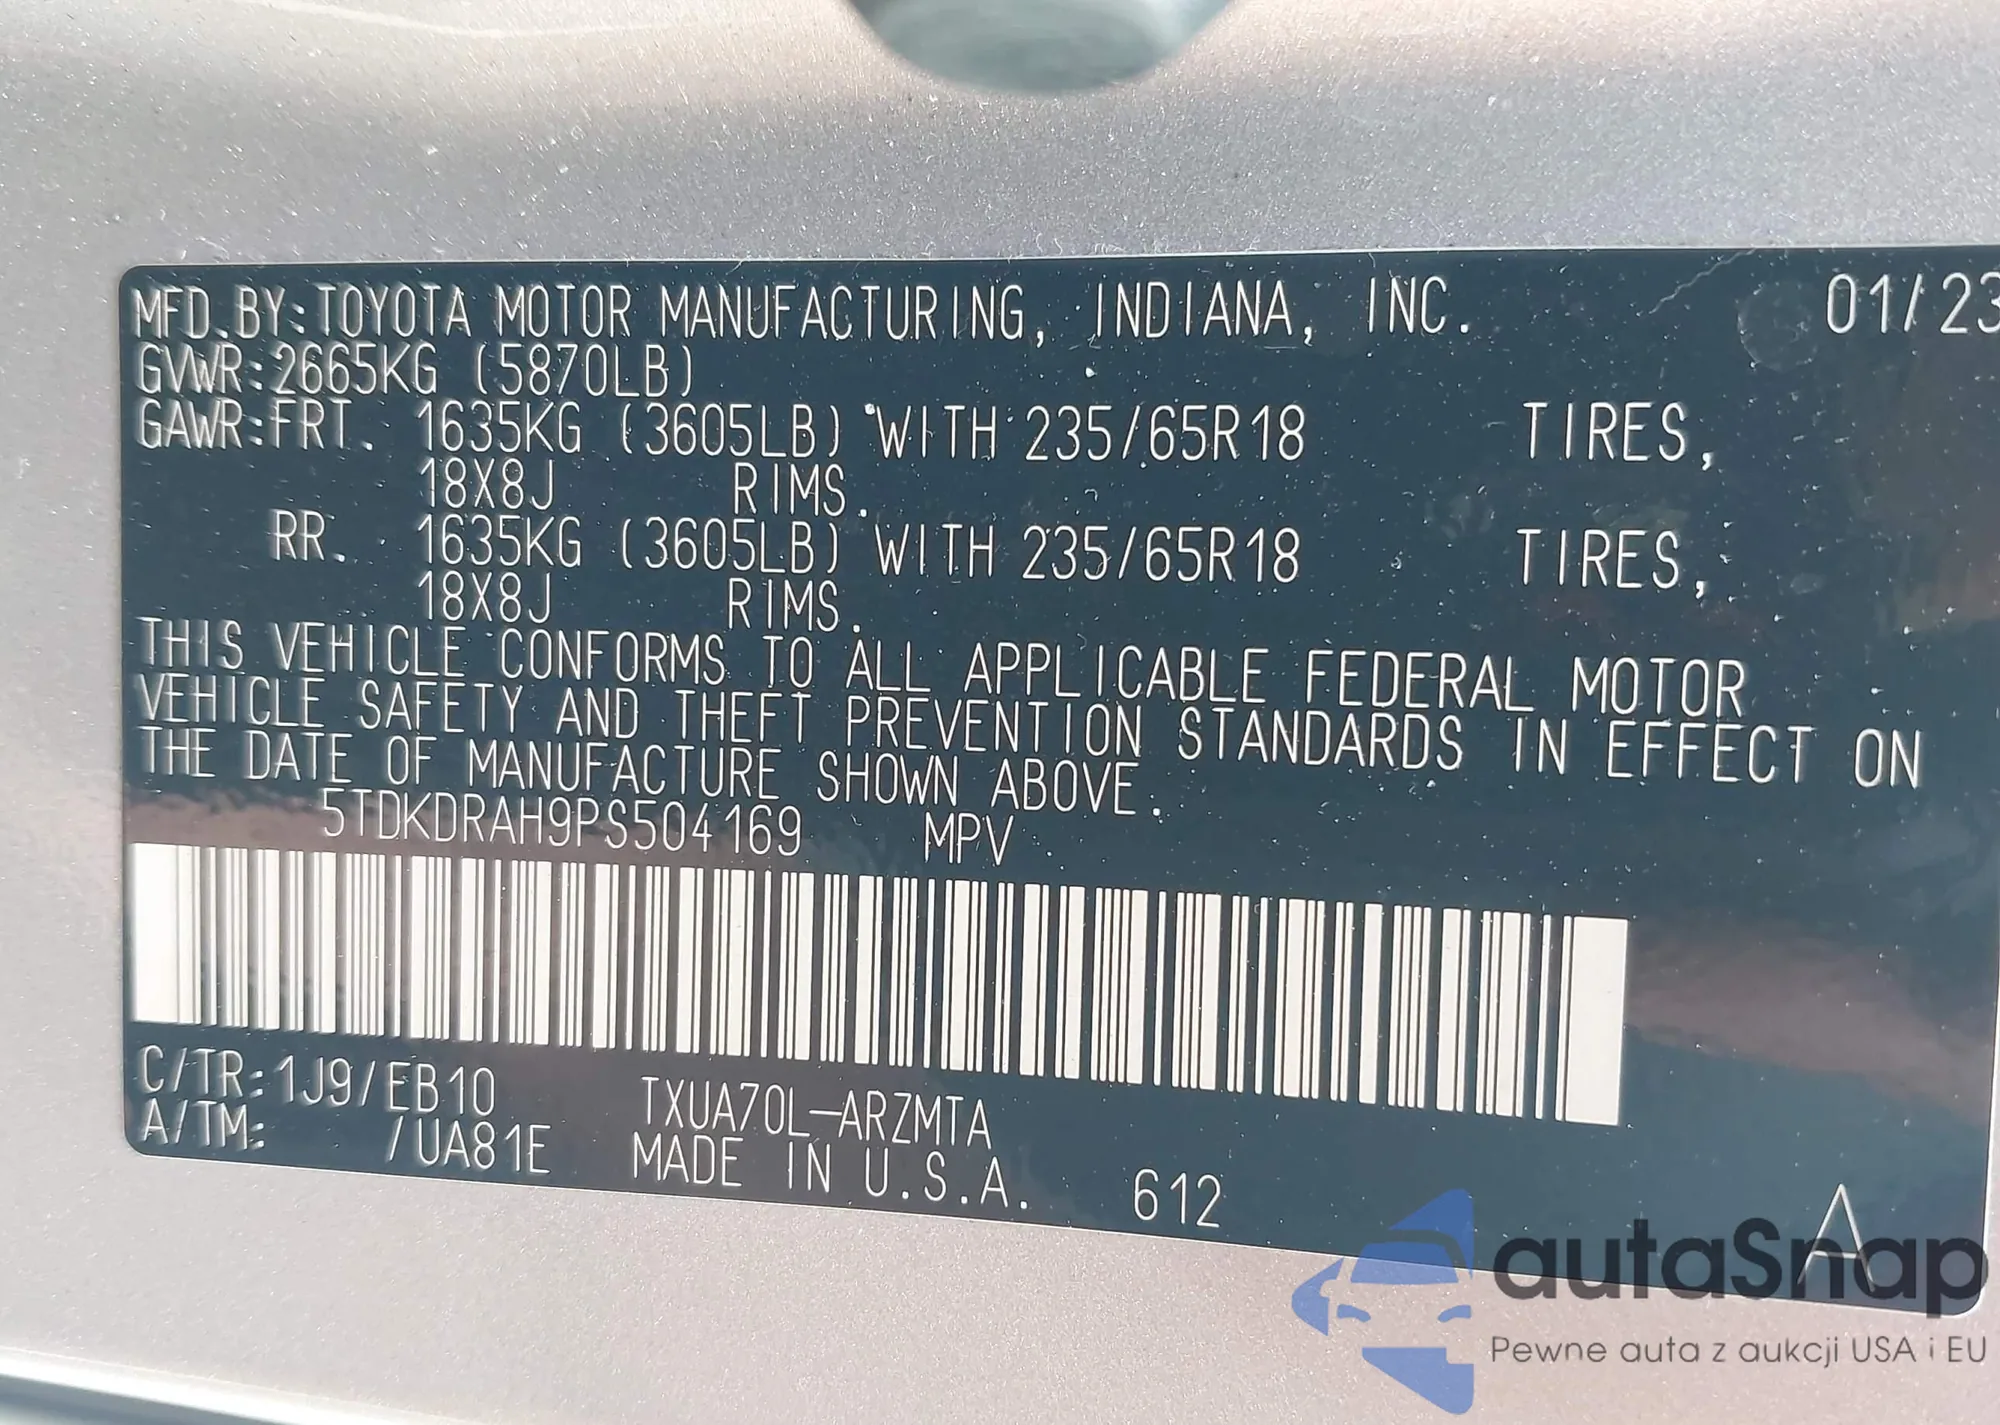 MFD.BY:TOYOTA MOTOR MANUFACTURING, INDIANA, INC. 01/23
GVWR:2665KG (5870LB)
GAWR:FRT. 1635KG (3605LB) WITH 235/65R18 TIRES,
18X8J RIMS.
RR. 1635KG (3605LB) WITH 235/65R18 TIRES,
18X8J RIMS.
THIS VEHICLE CONFORMS TO ALL APPLICABLE FEDERAL MOTOR
VEHICLE SAFETY AND THEFT PREVENTION STANDARDS IN EFFECT ON
THE DATE OF MANUFACTURE SHOWN ABOVE.
5TDKDRAH9PS504169 MPV
C/TR:1J9/EB10 TXUA70L-ARZMTA
A/TM: /UA81E MADE IN U.S.A. 612
A
autaSnap
Pewne auta z aukcji USA i EU